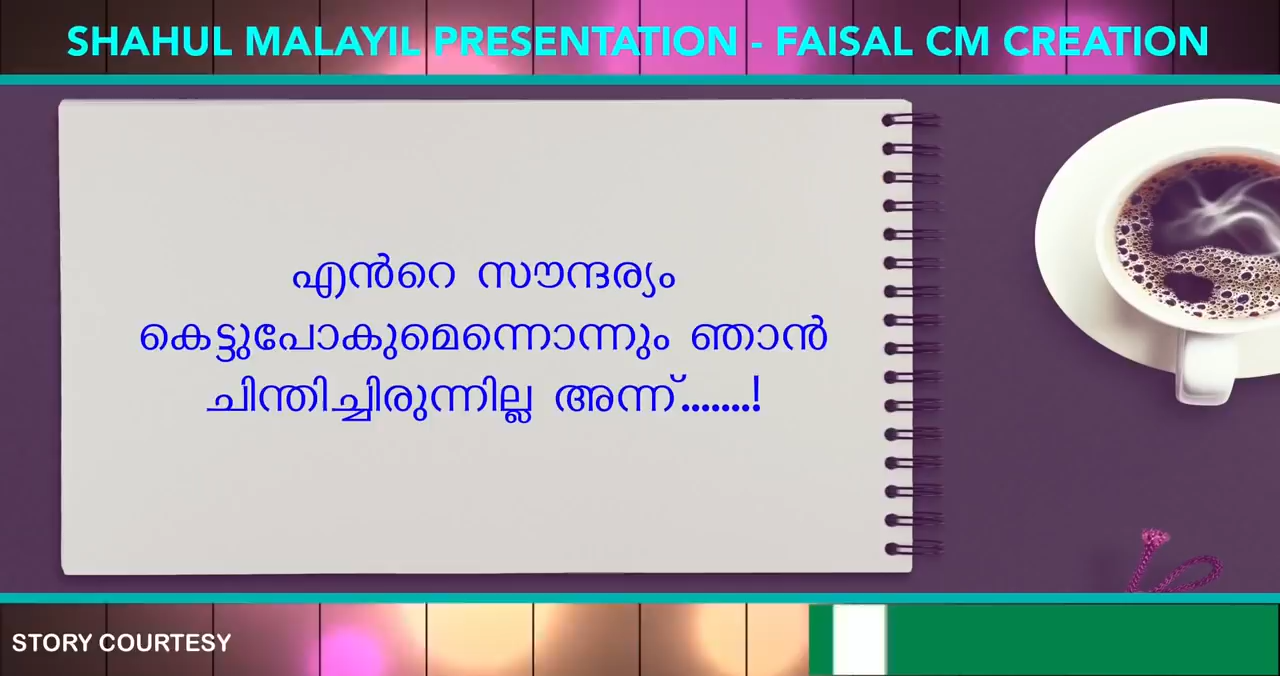 SHAHUL MALAYIL PRESENTATION - FAISAL CM CREATION
എൻറെ സൗന്ദര്യം
കെട്ടുപോകുമെന്നൊന്നും ഞാൻ
ചിന്തിച്ചിരുന്നില്ല അന്ന്.......!
STORY COURTESY